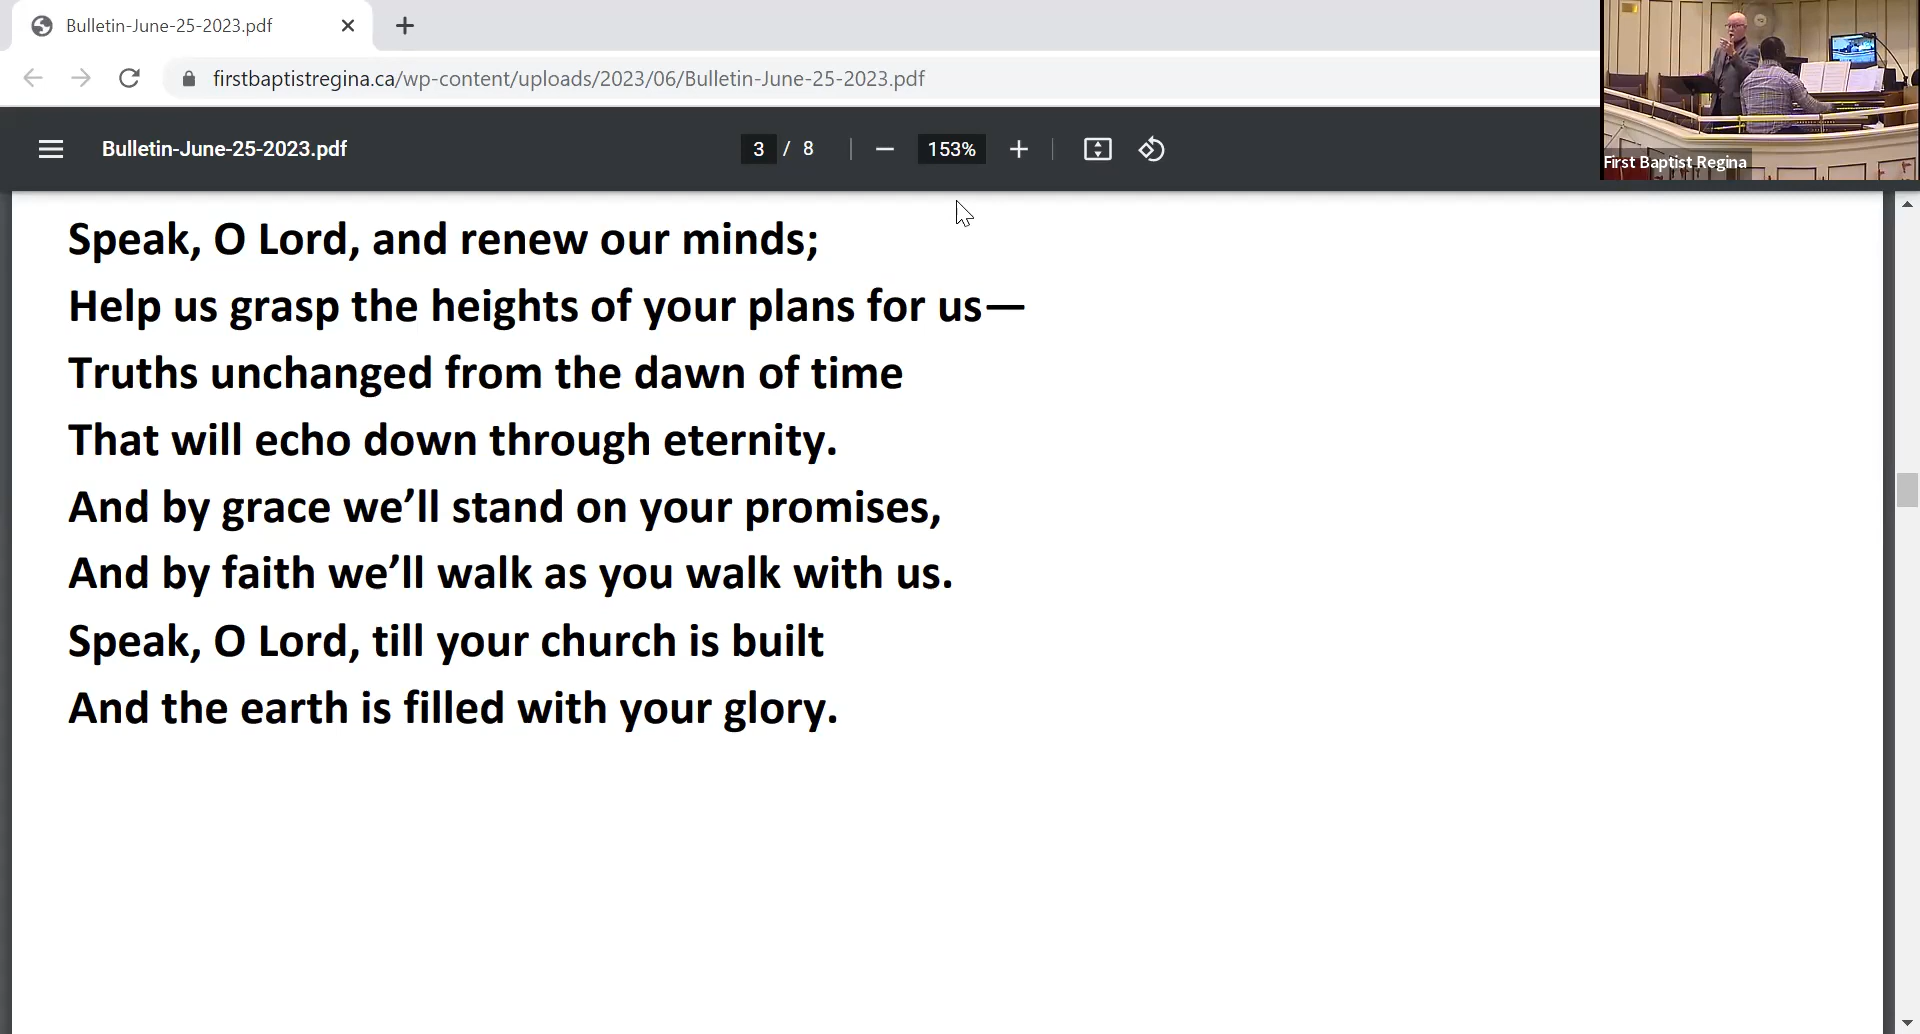 Bulletin-June-25-2023.pdf
firstbaptistregina.ca/wp-content/uploads/2023/06/Bulletin-June-25-2023.pdf
Bulletin-June-25-2023.pdf
3 / 8
153%
First Baptist Regina
Speak, O Lord, and renew our minds;
Help us grasp the heights of your plans for us—
Truths unchanged from the dawn of time
That will echo down through eternity.
And by grace we’ll stand on your promises,
And by faith we’ll walk as you walk with us.
Speak, O Lord, till your church is built
And the earth is filled with your glory.